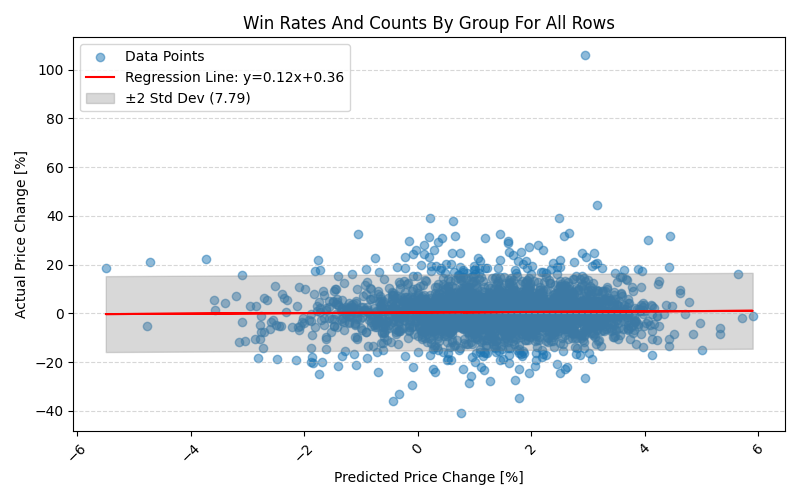 Win Rates And Counts By Group For All Rows
Data Points
Regression Line: y=0.12x+0.36
±2 Std Dev (7.79)
Actual Price Change [%]
100
80
60
40
20
0
−20
−40
−6
−4
−2
0
2
4
6
Predicted Price Change [%]